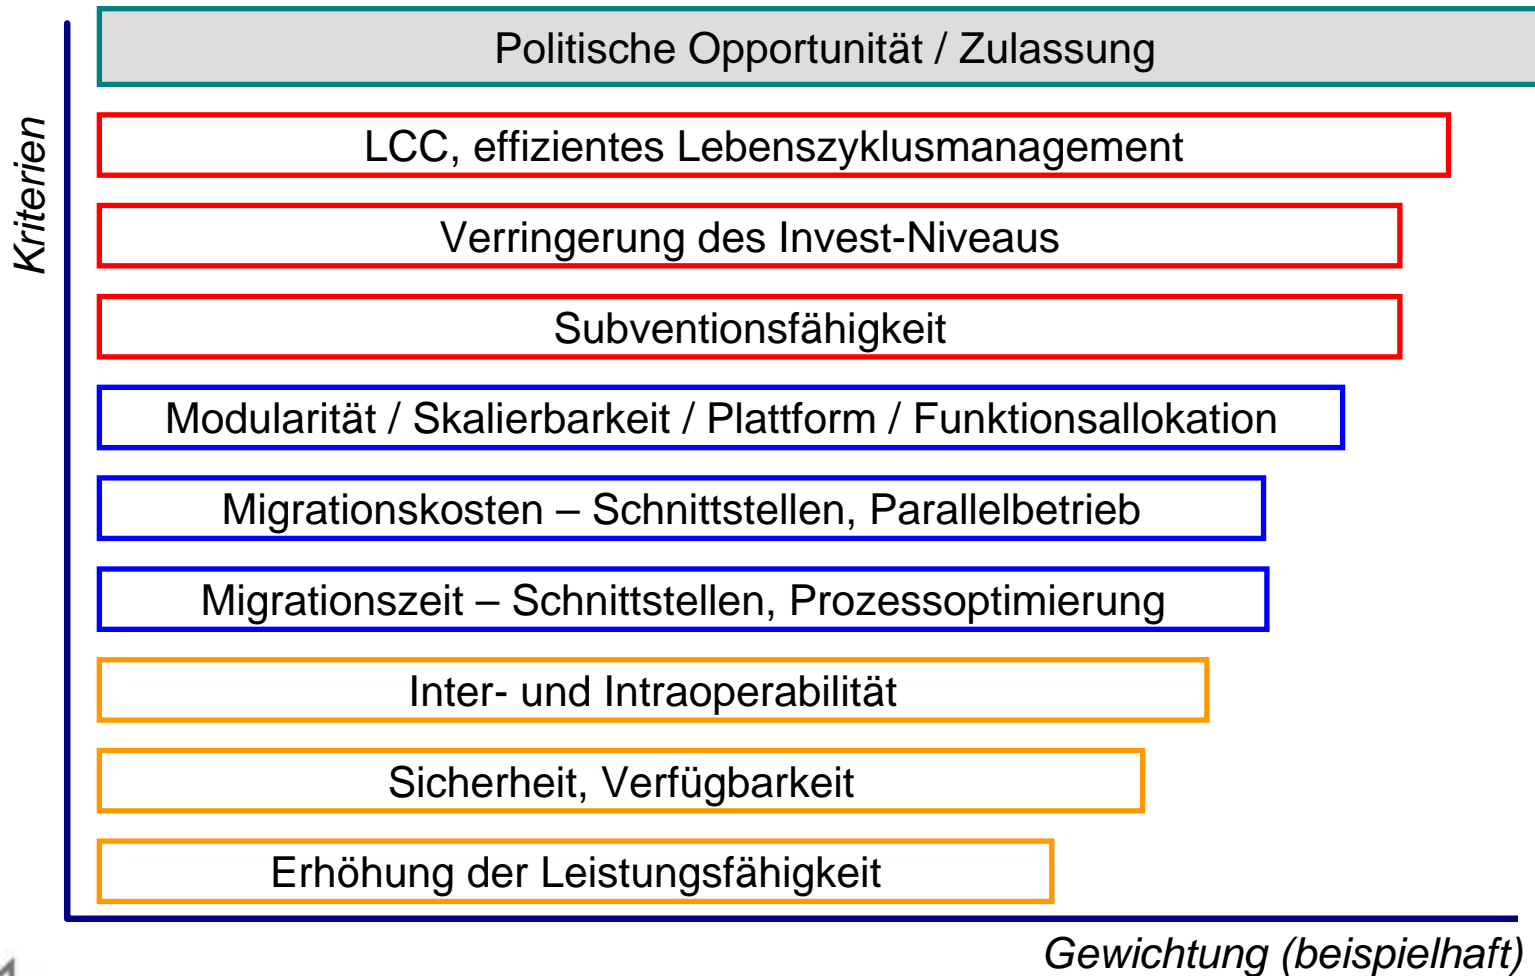 Politische Opportunität / Zulassung
Kriterien
LCC, effizientes Lebenszyklusmanagement
Verringerung des Invest-Niveaus
Subventionsfähigkeit
Modularität / Skalierbarkeit / Plattform / Funktionsallokation
Migrationskosten – Schnittstellen, Parallelbetrieb
Migrationszeit – Schnittstellen, Prozessoptimierung
Inter- und Intraoperabilität
Sicherheit, Verfügbarkeit
Erhöhung der Leistungsfähigkeit
Gewichtung (beispielhaft)